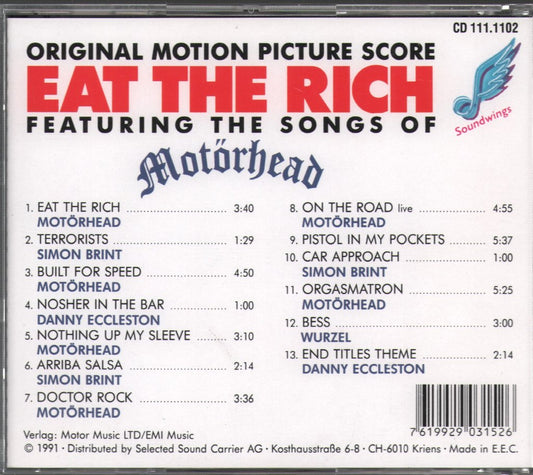 CD 111.1102
ORIGINAL MOTION PICTURE SCORE
EAT THE RICH
FEATURING THE SONGS OF
Soundwings
Motörhead
1. EAT THE RICH 3:40
MOTÖRHEAD
2. TERRORISTS 1:29
SIMON BRINT
3. BUILT FOR SPEED 4:50
MOTÖRHEAD
4. NOSHER IN THE BAR 1:00
DANNY ECCLESTON
5. NOTHING UP MY SLEEVE 3:10
MOTÖRHEAD
6. ARRIBA SALSA 2:14
SIMON BRINT
7. DOCTOR ROCK 3:36
MOTÖRHEAD
8. ON THE ROAD live 4:55
MOTÖRHEAD
9. PISTOL IN MY POCKETS 5:37
10. CAR APPROACH 1:00
SIMON BRINT
11. ORGASMATRON 5:25
MOTÖRHEAD
12. BESS 3:00
WURZEL
13. END TITLES THEME 2:14
DANNY ECCLESTON
7 619929 031526
Verlag: Motor Music LTD/EMI Music
© 1991 · Distributed by Selected Sound Carrier AG · Kosthausstraße 6-8 · CH-6010 Kriens · Made in E.E.C.